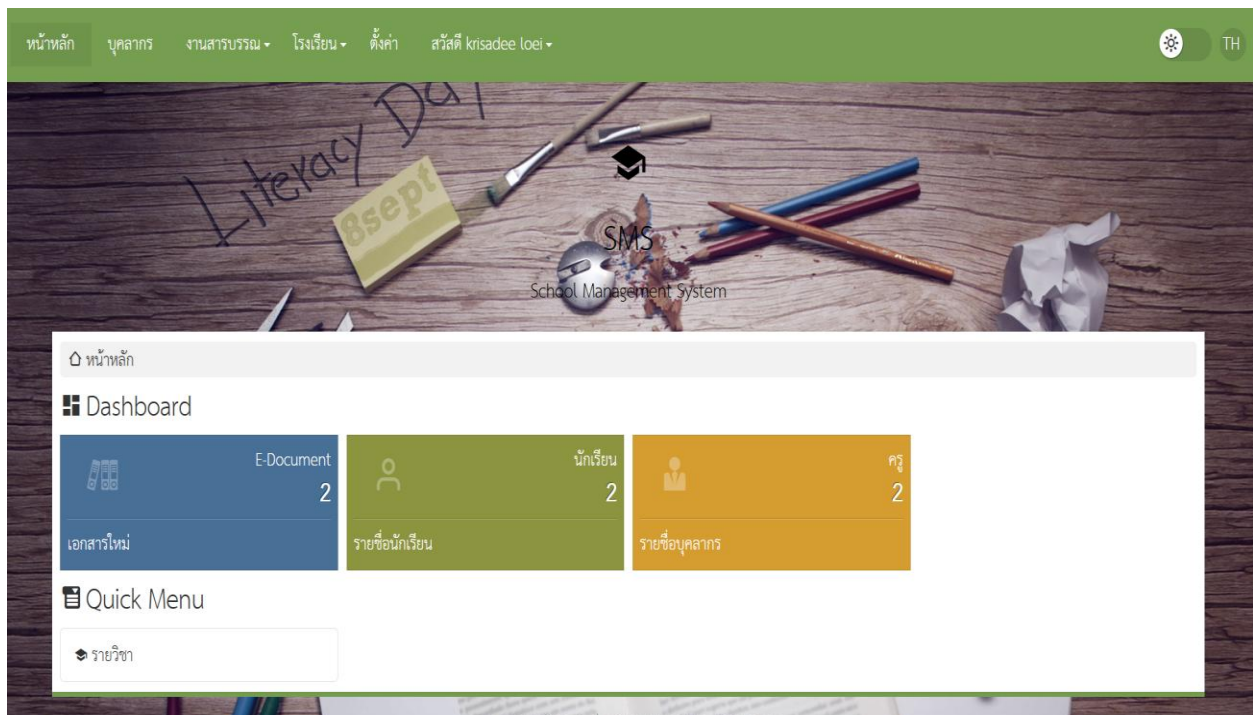 หน้าหลัก บุคลากร งานสารบรรณ โรงเรียน ตั้งค่า สวัสดี krisadee loei TH
Literacy Day
8sept
SMS
School Management System
หน้าหลัก
Dashboard
E-Document
2
เอกสารใหม่
นักเรียน
2
รายชื่อนักเรียน
ครู
2
รายชื่อบุคลากร
Quick Menu
รายวิชา